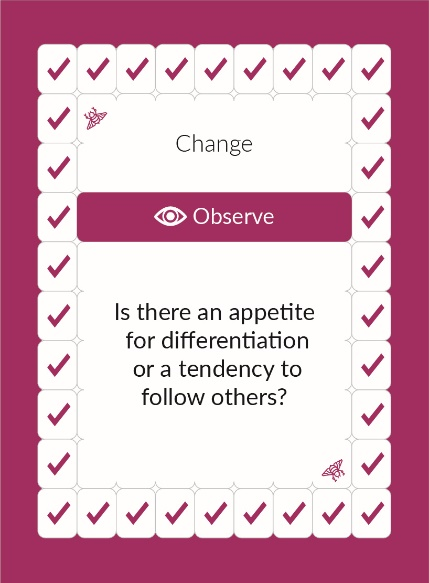 Change
Observe
Is there an appetite
for differentiation
or a tendency to
follow others?